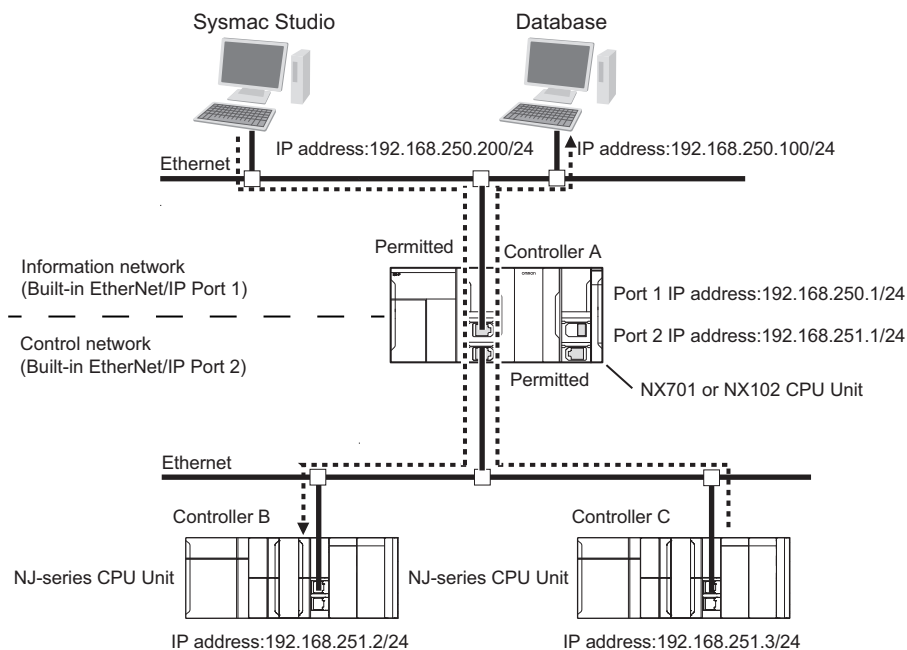 Sysmac Studio
Database
IP address:192.168.250.200/24
IP address:192.168.250.100/24
Ethernet
Permitted
Controller A
Information network
(Built-in EtherNet/IP Port 1)
Port 1 IP address:192.168.250.1/24
Port 2 IP address:192.168.251.1/24
Control network
(Built-in EtherNet/IP Port 2)
Permitted
NX701 or NX102 CPU Unit
Ethernet
Controller B
Controller C
NJ-series CPU Unit
NJ-series CPU Unit
IP address:192.168.251.2/24
IP address:192.168.251.3/24